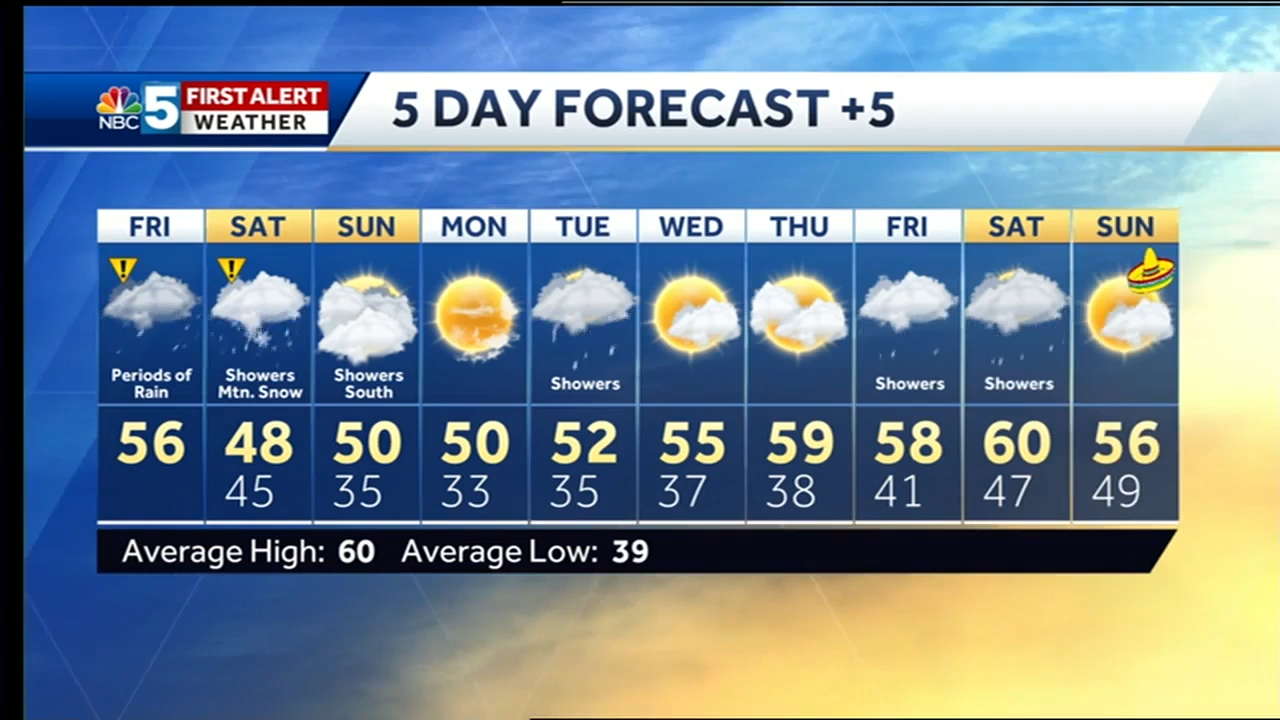 NBC 5 FIRST ALERT WEATHER
5 DAY FORECAST +5
FRI SAT SUN MON TUE WED THU FRI SAT SUN
! !
Periods of Rain
Showers Mtn. Snow
Showers South
Showers
Showers
Showers
56 48 50 50 52 55 59 58 60 56
45 35 33 35 37 38 41 47 49
Average High: 60 Average Low: 39